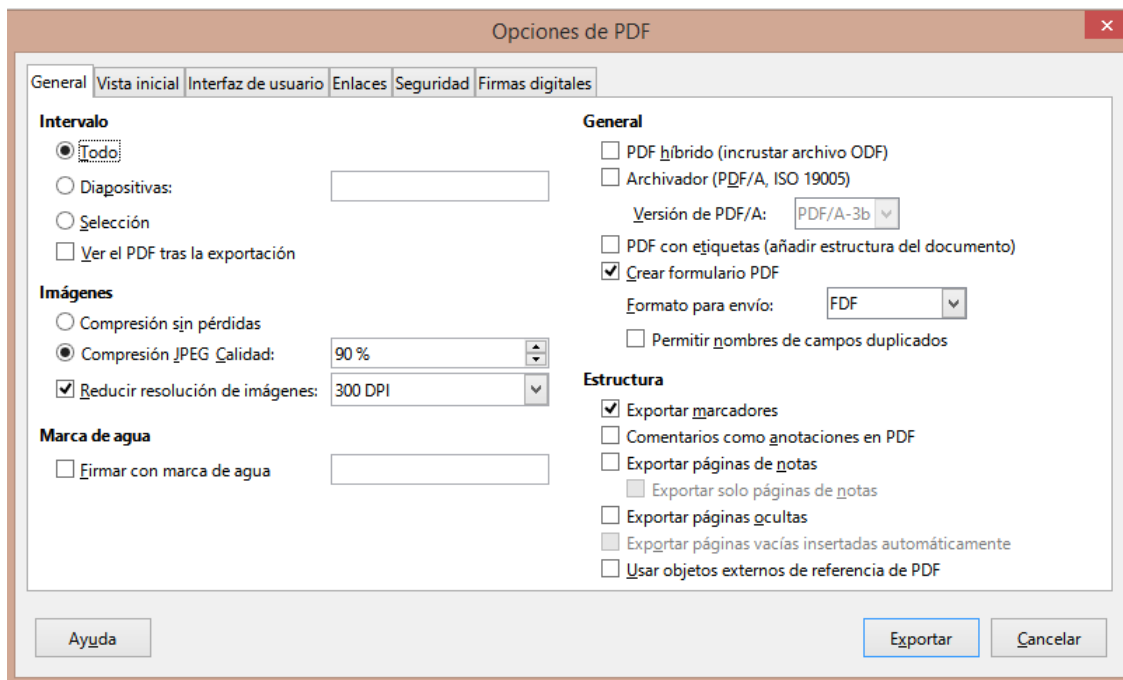 Opciones de PDF
General Vista inicial Interfaz de usuario Enlaces Seguridad Firmas digitales
Intervalo
Todo
Diapositivas:
Selección
Ver el PDF tras la exportación
Imágenes
Compresión sin pérdidas
Compresión JPEG Calidad: 90 %
Reducir resolución de imágenes: 300 DPI
Marca de agua
Firmar con marca de agua
General
PDF híbrido (incrustar archivo ODF)
Archivador (PDF/A, ISO 19005)
Versión de PDF/A: PDF/A-3b
PDF con etiquetas (añadir estructura del documento)
Crear formulario PDF
Formato para envío: FDF
Permitir nombres de campos duplicados
Estructura
Exportar marcadores
Comentarios como anotaciones en PDF
Exportar páginas de notas
Exportar solo páginas de notas
Exportar páginas ocultas
Exportar páginas vacías insertadas automáticamente
Usar objetos externos de referencia de PDF
Ayuda Exportar Cancelar